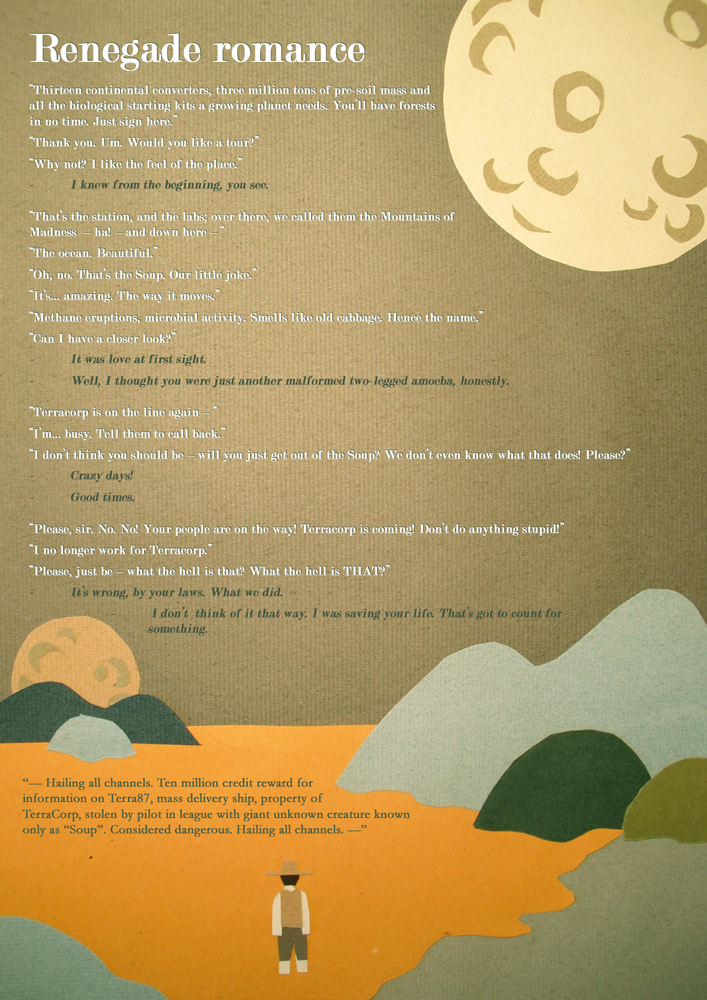 Renegade romance
"Thirteen continental converters, three million tons of pre-soil mass and
all the biological starting kits a growing planet needs. You'll have forests
in no time. Just sign here."
"Thank you. Um. Would you like a tour?"
"Why not? I like the feel of the place."
- I knew from the beginning, you see.
"That's the station, and the labs; over there, we called them the Mountains of
Madness – ha! – and down here – "
"The ocean. Beautiful."
"Oh, no. That's the Soup. Our little joke."
"It's... amazing. The way it moves."
"Methane eruptions, microbial activity. Smells like old cabbage. Hence the name."
"Can I have a closer look?"
- It was love at first sight.
- Well, I thought you were just another malformed two-legged amoeba, honestly.
"Terracorp is on the line again – "
"I'm... busy. Tell them to call back."
"I don't think you should be – will you just get out of the Soup? We don't even know what that does! Please?"
- Crazy days!
- Good times.
"Please, sir. No. No! Your people are on the way! Terracorp is coming! Don't do anything stupid!"
"I no longer work for Terracorp."
"Please, just be – what the hell is that? What the hell is THAT?"
- It's wrong, by your laws. What we did.
- I don't think of it that way. I was saving your life. That's got to count for
something.
“— Hailing all channels. Ten million credit reward for
information on Terra87, mass delivery ship, property of
TerraCorp, stolen by pilot in league with giant unknown creature known
only as “Soup”. Considered dangerous. Hailing all channels. —”